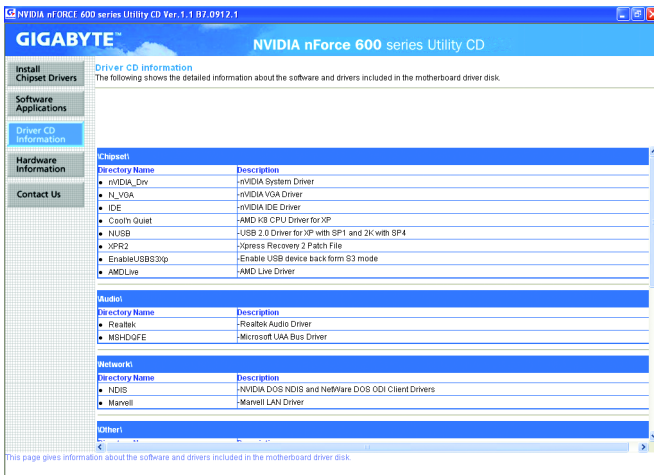 NVIDIA nFORCE 600 series Utility CD Ver.1.1 B7.0912.1
GIGABYTE™
NVIDIA nForce 600 series Utility CD
Install
Chipset Drivers
Software
Applications
Driver CD
Information
Hardware
Information
Contact Us
Driver CD information
The following shows the detailed information about the software and drivers included in the motherboard driver disk.
\Chipset\
Directory Name Description
• nVIDIA_Drv -nVIDIA System Driver
• N_VGA -nVIDIA VGA Driver
• IDE -nVIDIA IDE Driver
• Cool'n Quiet -AMD K8 CPU Driver for XP
• NUSB -USB 2.0 Driver for XP with SP1 and 2K with SP4
• XPR2 -Xpress Recovery 2 Patch File
• EnableUSBS3Xp -Enable USB device back form S3 mode
• AMDLive -AMD Live Driver
\Audio\
Directory Name Description
• Realtek -Realtek Audio Driver
• MSHDQFE -Microsoft UAA Bus Driver
\Network\
Directory Name Description
• NDIS -NVIDIA DOS NDIS and NetWare DOS ODI Client Drivers
• Marvell -Marvell LAN Driver
\Other\
This page gives information about the software and drivers included in the motherboard driver disk.